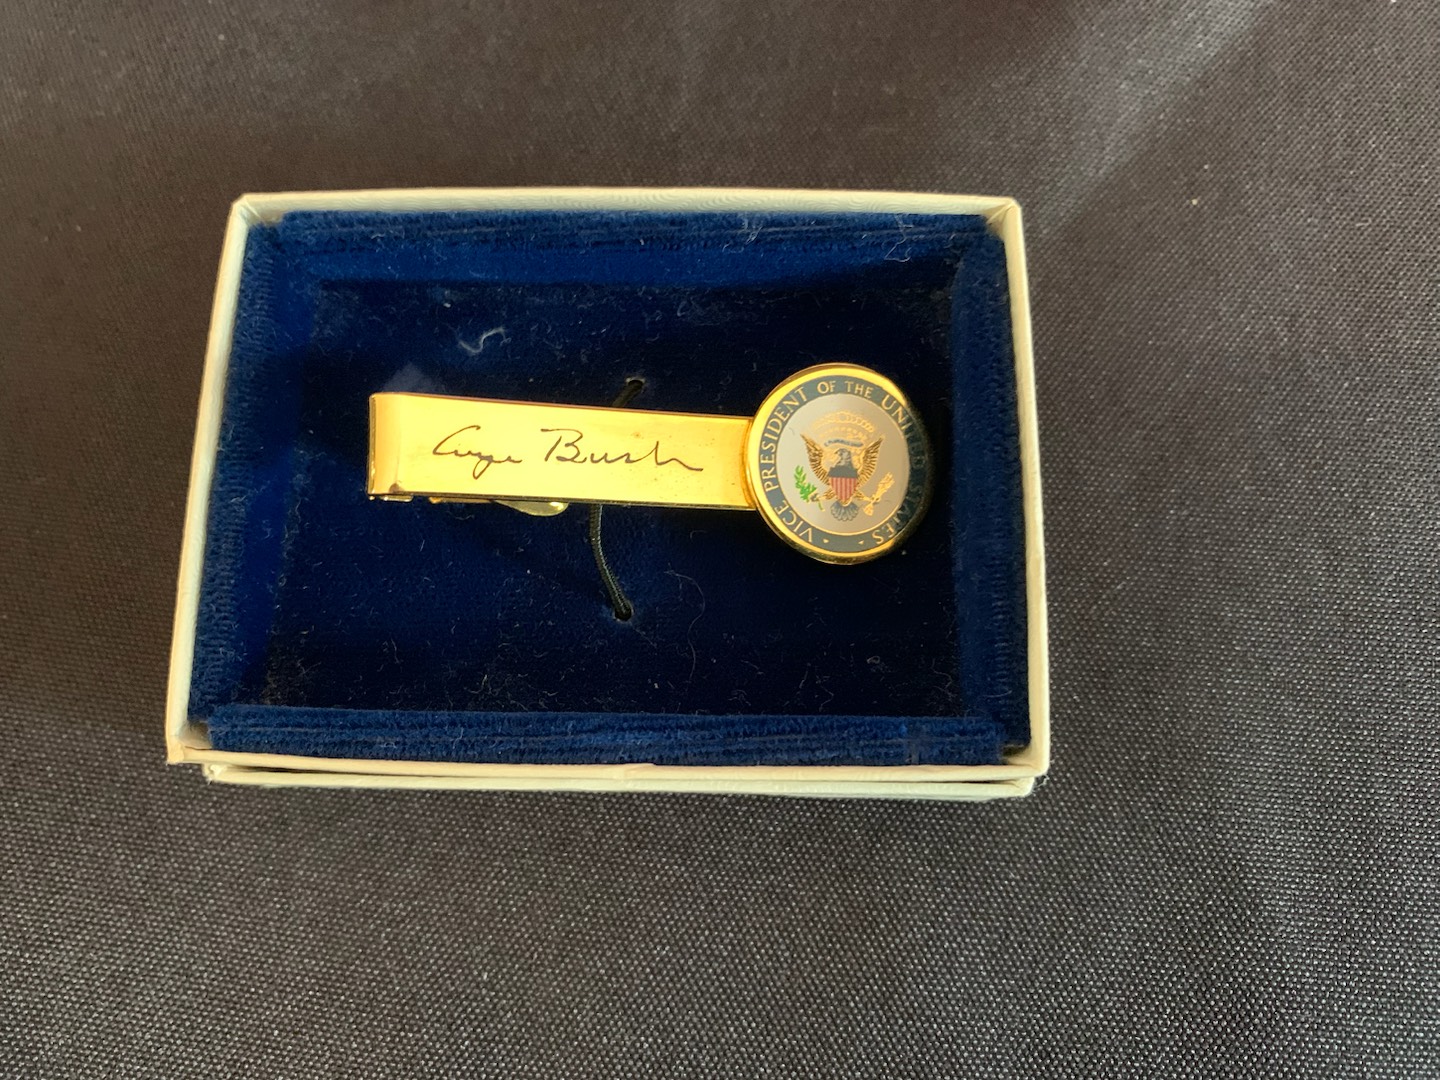 George Bush
VICE PRESIDENT OF THE UNITED STATES